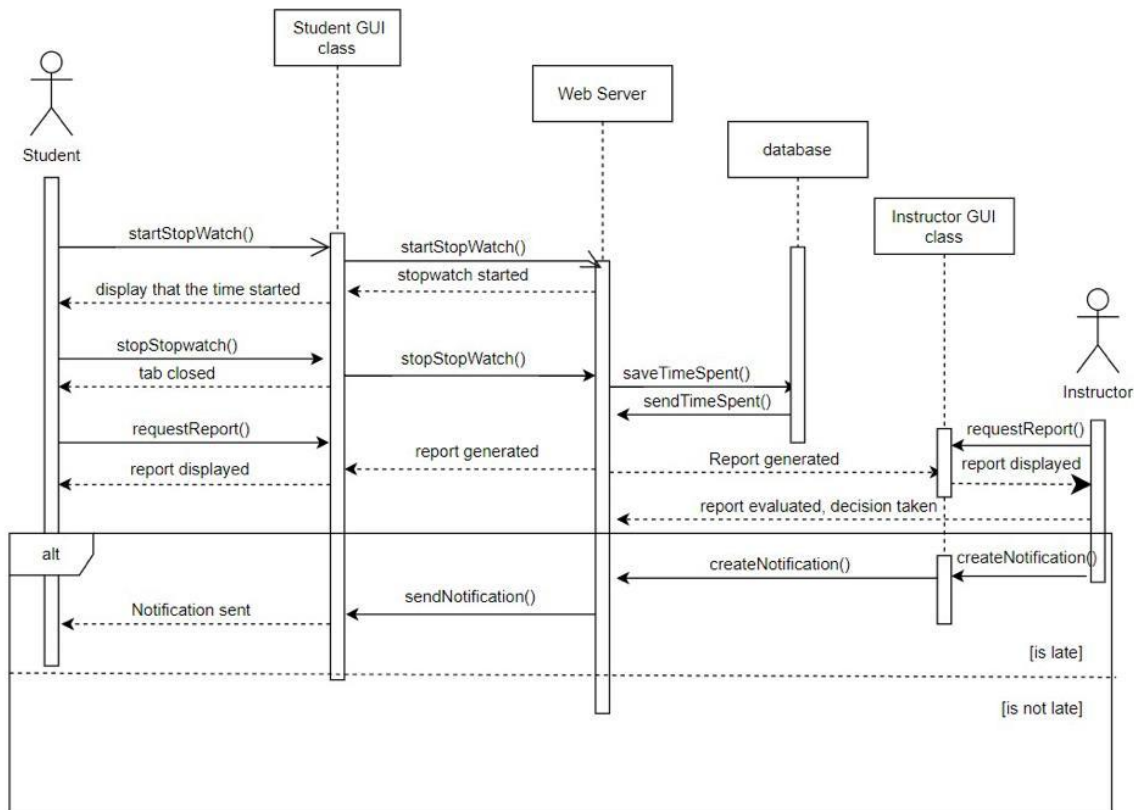 Student GUI
class
Web Server
database
Student
Instructor GUI
class
Instructor
startStopWatch()
startStopWatch()
stopwatch started
display that the time started
stopStopwatch()
stopStopWatch()
tab closed
saveTimeSpent()
sendTimeSpent()
requestReport()
requestReport()
report generated
Report generated
report displayed
report displayed
report evaluated, decision taken
alt
createNotification()
createNotification()
sendNotification()
Notification sent
[is late]
[is not late]